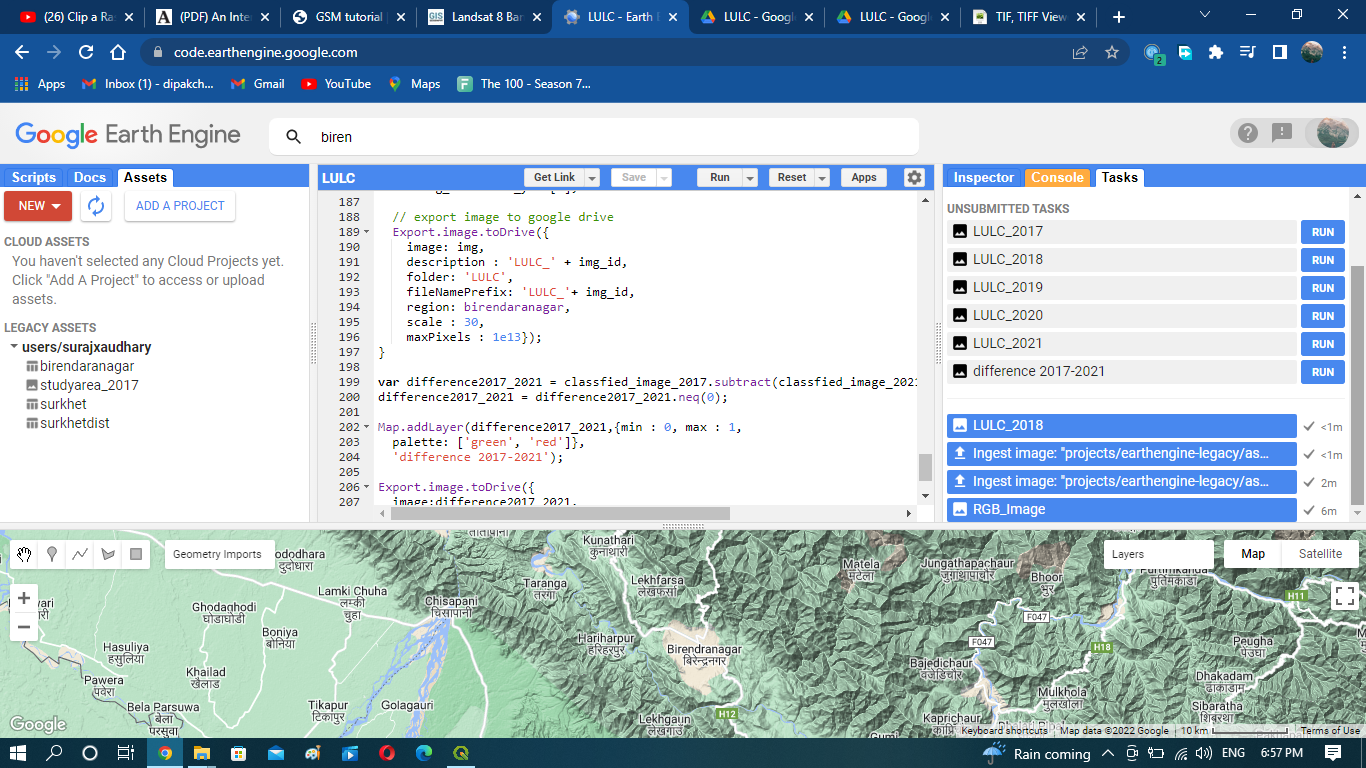 (26) Clip a Ra
(PDF) An Inte
GSM tutorial
Landsat 8 Ban
LULC - Earth E
LULC - Googl
LULC - Googl
TIF, TIFF View
code.earthengine.google.com
2
Apps
Inbox (1) - dipakch...
Gmail
YouTube
Maps
The 100 - Season 7...
Google Earth Engine
biren
Scripts Docs Assets
NEW
ADD A PROJECT
CLOUD ASSETS
You haven't selected any Cloud Projects yet.
Click "Add A Project" to access or upload
assets.
LEGACY ASSETS
users/surajxaudhary
birendaranagar
studyarea_2017
surkhet
surkhetdist
LULC
Get Link Save Run Reset Apps
187
188 // export image to google drive
189 Export.image.toDrive({
190 image: img,
191 description : 'LULC_' + img_id,
192 folder: 'LULC',
193 fileNamePrefix: 'LULC_'+ img_id,
194 region: birendaranagar,
195 scale : 30,
196 maxPixels : 1e13});
197 }
198
199 var difference2017_2021 = classfied_image_2017.subtract(classfied_image_2021
200 difference2017_2021 = difference2017_2021.neq(0);
201
202 Map.addLayer(difference2017_2021,{min : 0, max : 1,
203 palette: ['green', 'red']},
204 'difference 2017-2021');
205
206 Export.image.toDrive({
207 image:difference2017_2021,
Inspector Console Tasks
UNSUBMITTED TASKS
LULC_2017 RUN
LULC_2018 RUN
LULC_2019 RUN
LULC_2020 RUN
LULC_2021 RUN
difference 2017-2021 RUN
LULC_2018 <1m
Ingest image: "projects/earthengine-legacy/as... <1m
Ingest image: "projects/earthengine-legacy/as... 2m
RGB_Image 6m
Geometry Imports
Layers
Map Satellite
ododhara
दुदोधारा
Kunathari
कुनाथारी
Taranga
तरंगा
Lekhfarsa
लेखफर्सा
Matela
मटेला
Jungathapachaur
जुगाथापाचौर
Bhoor
भुर
H11
Lamki Chuha
लम्की
चुहा
Chisapani
चिसापानी
Ghodaghodi
घोडाघोडी
Boniya
बोनिया
Hasuliya
हसुलिया
Hariharpur
हरिहरपुर
Birendranagar
बिरेन्द्रनगर
F047
F047
H18
Peugha
पेउघा
Bajedichaur
बजेडिचौर
Khailad
खैलाड
Pawera
पवेरा
Bela Parsuwa
बेला
परसुवा
Tikapur
टिकापुर
Golagauri
Lekhgaun
लेखगाउँ
H12
Mulkhola
मुलखोला
Dhakadam
ढाकाडाम
Sibaratha
शिबरथा
Kaprichaur
Google
Keyboard shortcuts Map data ©2022 Google 10 km Terms of Use
Rain coming ENG 6:57 PM